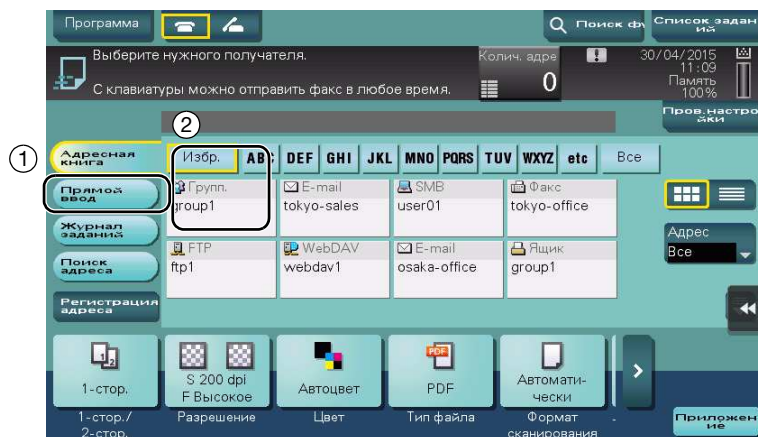 Программа
Поиск ф
Список задан
ий
Выберите нужного получателя.
С клавиатуры можно отправить факс в любое время.
Колич. адре
0
30/04/2015
11:09
Память
100%
Пров.настро
йки
1
2
Адресная
книга
Избр.
ABC
DEF
GHI
JKL
MNO
PQRS
TUV
WXYZ
etc
Все
Прямой
ввод
Групп.
group1
E-mail
tokyo-sales
SMB
user01
Факс
tokyo-office
Журнал
заданий
FTP
ftp1
WebDAV
webdav1
E-mail
osaka-office
Ящик
group1
Адрес
Все
Поиск
адреса
Регистрация
адреса
1-стор.
S 200 dpi
F Высокое
Автоцвет
PDF
PDF
Автомати-
чески
1-стор./
2-стор.
Разрешение
Цвет
Тип файла
Формат
сканирования
-
Приложен
ие